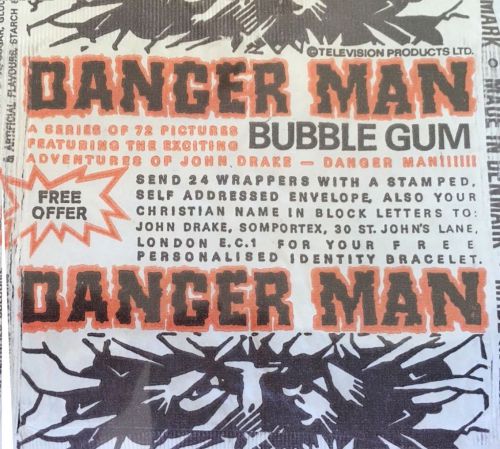 ©TELEVISION PRODUCTS LTD.
DANGER MAN
BUBBLE GUM
A SERIES OF 72 PICTURES
FEATURING THE EXCITING
ADVENTURES OF JOHN DRAKE — DANGER MAN!!!!!!
FREE
OFFER
SEND 24 WRAPPERS WITH A STAMPED,
SELF ADDRESSED ENVELOPE, ALSO YOUR
CHRISTIAN NAME IN BLOCK LETTERS TO:
JOHN DRAKE, SOMPORTEX, 30 ST. JOHN'S LANE,
LONDON E.C.1 FOR YOUR FREE
PERSONALISED IDENTITY BRACELET.
DANGER MAN
& ARTIFICIAL FLAVOURS, STARCH &
MADE IN DENMARK